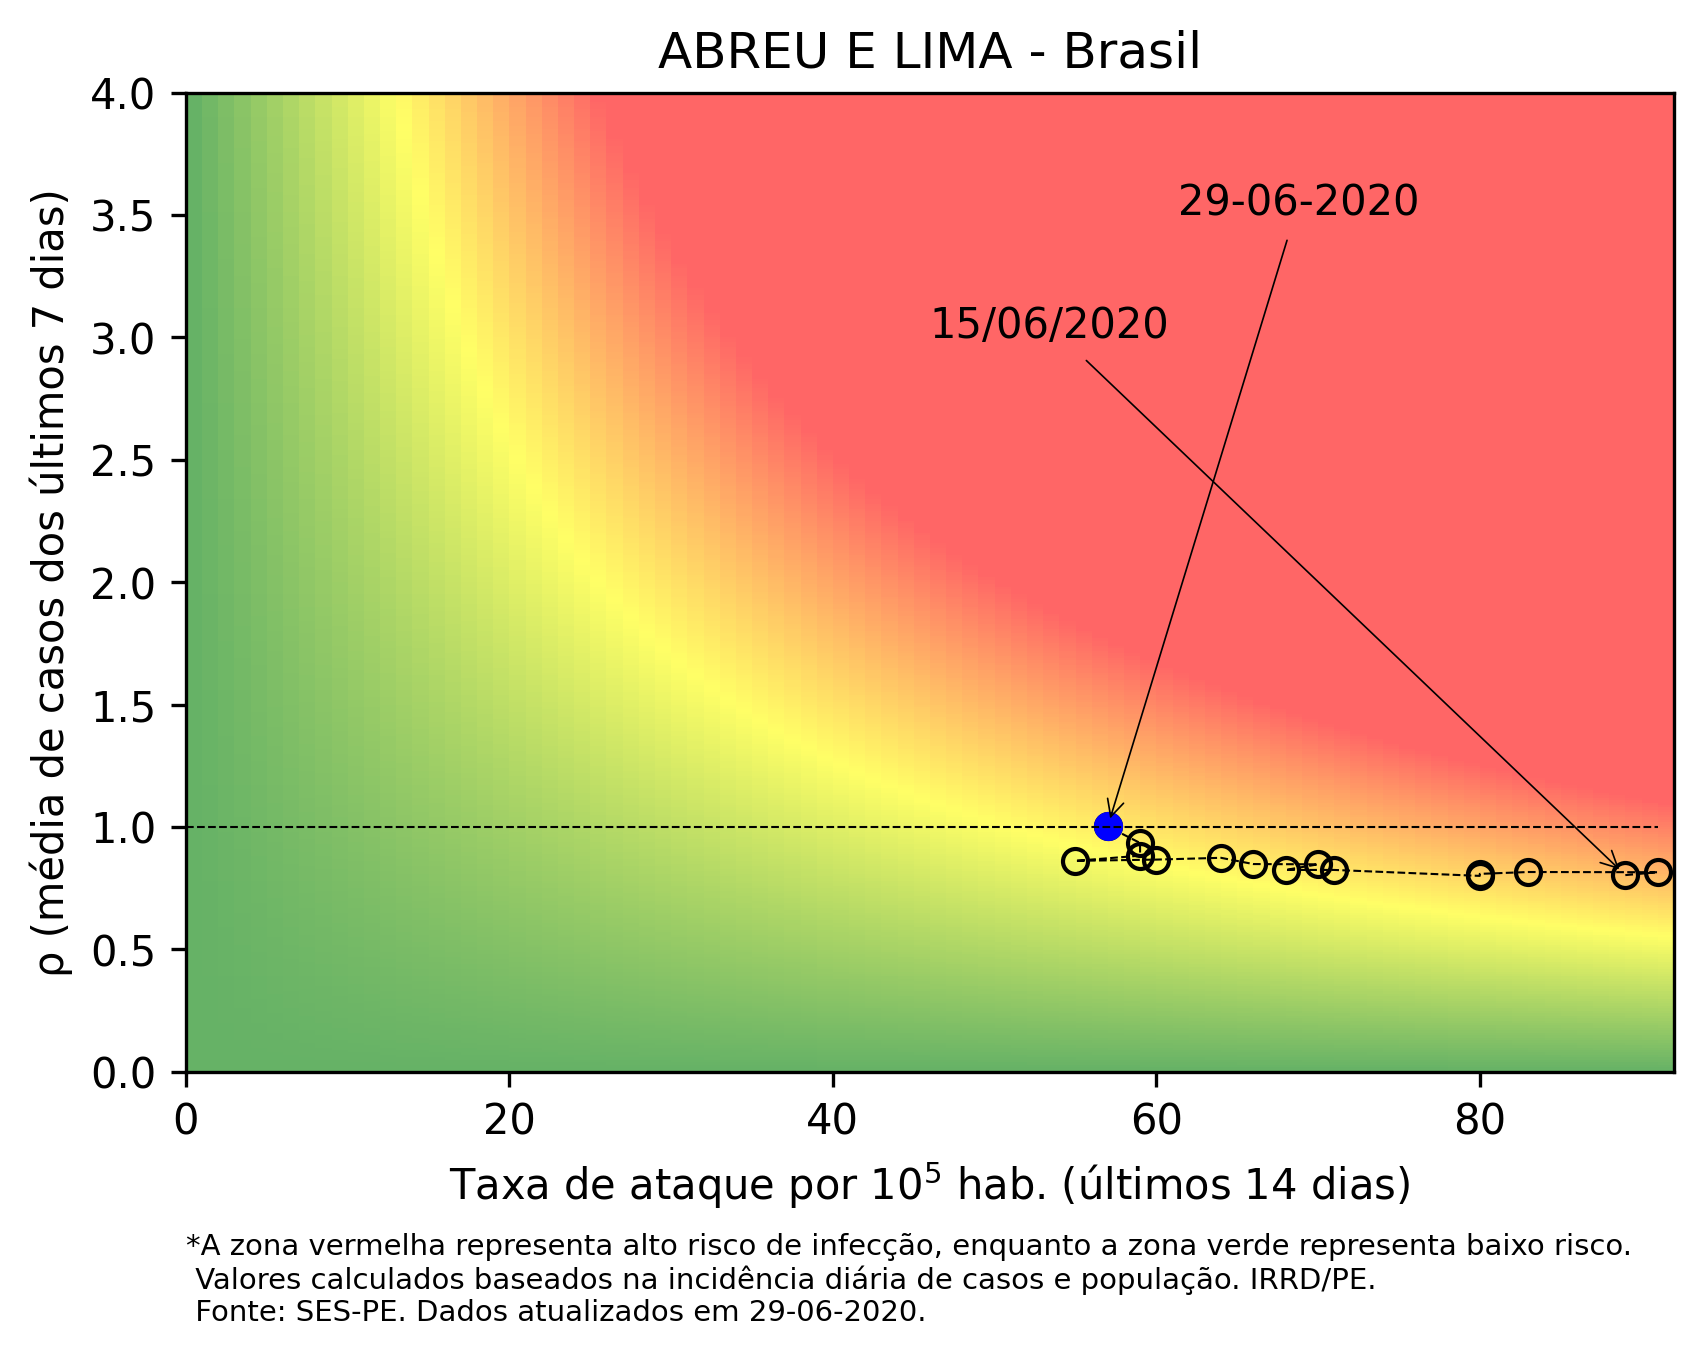 ABREU E LIMA - Brasil
4.0
3.5
3.0
2.5
2.0
1.5
1.0
0.5
0.0
ρ (média de casos dos últimos 7 dias)
29-06-2020
15/06/2020
0 20 40 60 80
Taxa de ataque por 10⁵ hab. (últimos 14 dias)
*A zona vermelha representa alto risco de infecção, enquanto a zona verde representa baixo risco.
Valores calculados baseados na incidência diária de casos e população. IRRD/PE.
Fonte: SES-PE. Dados atualizados em 29-06-2020.